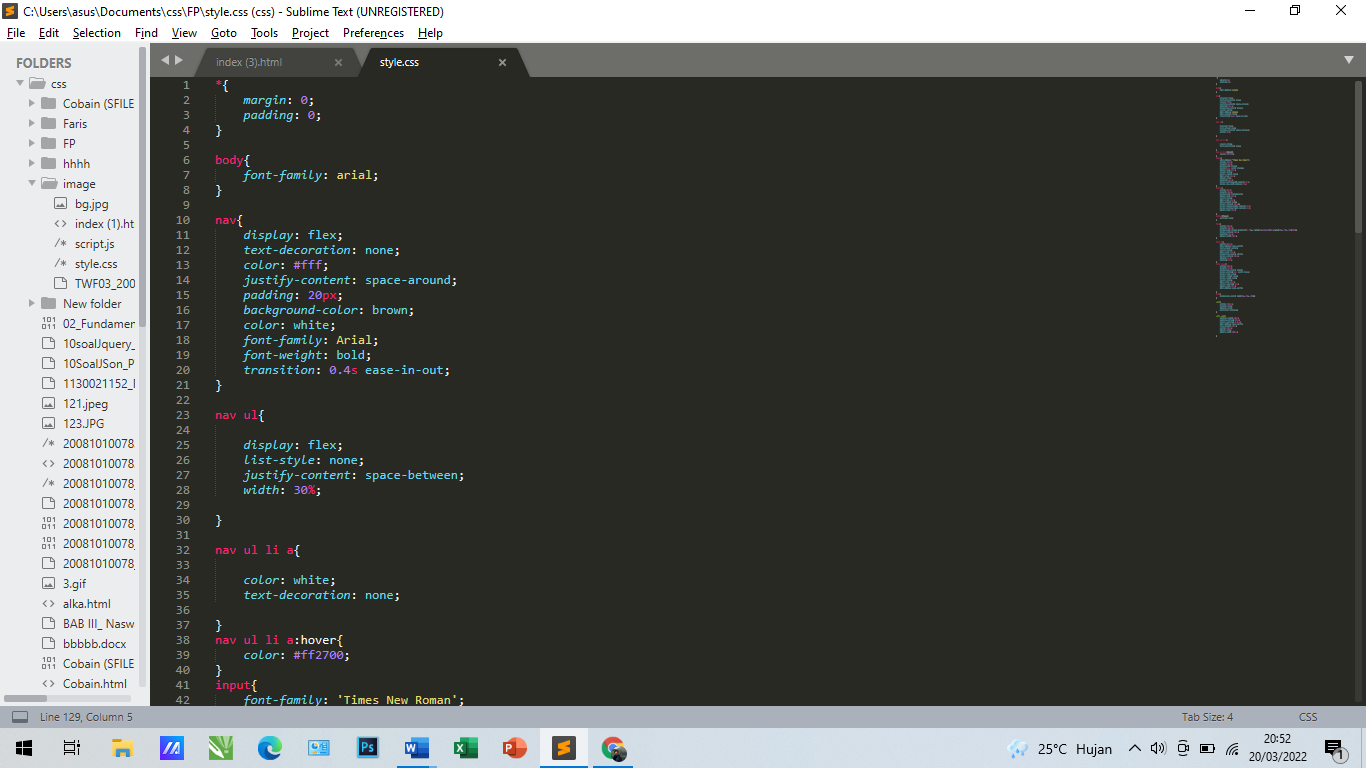 C:\Users\asus\Documents\css\FP\style.css (css) - Sublime Text (UNREGISTERED)
File Edit Selection Find View Goto Tools Project Preferences Help
FOLDERS
css
Cobain (SFILE
Faris
FP
hhhh
image
bg.jpg
<> index (1).ht
/* script.js
/* style.css
TWF03_200
New folder
02_Fundamer
10soalJquery_
10SoalJSon_P
1130021152_I
121.jpeg
123.JPG
/* 20081010078
<> 20081010078
/* 20081010078_
20081010078_
20081010078_
20081010078_
20081010078_
3.gif
<> alka.html
BAB III_ Nasw
bbbbb.docx
Cobain (SFILE
<> Cobain.html
index (3).html
style.css
1 *{
2 margin: 0;
3 padding: 0;
4 }
5
6 body{
7 font-family: arial;
8 }
9
10 nav{
11 display: flex;
12 text-decoration: none;
13 color: #fff;
14 justify-content: space-around;
15 padding: 20px;
16 background-color: brown;
17 color: white;
18 font-family: Arial;
19 font-weight: bold;
20 transition: 0.4s ease-in-out;
21 }
22
23 nav ul{
24
25 display: flex;
26 list-style: none;
27 justify-content: space-between;
28 width: 30%;
29
30 }
31
32 nav ul li a{
33
34 color: white;
35 text-decoration: none;
36
37 }
38 nav ul li a:hover{
39 color: #ff2700;
40 }
41 input{
42 font-family: 'Times New Roman';
Line 129, Column 5
Tab Size: 4
CSS
25°C Hujan
20:52
20/03/2022
1